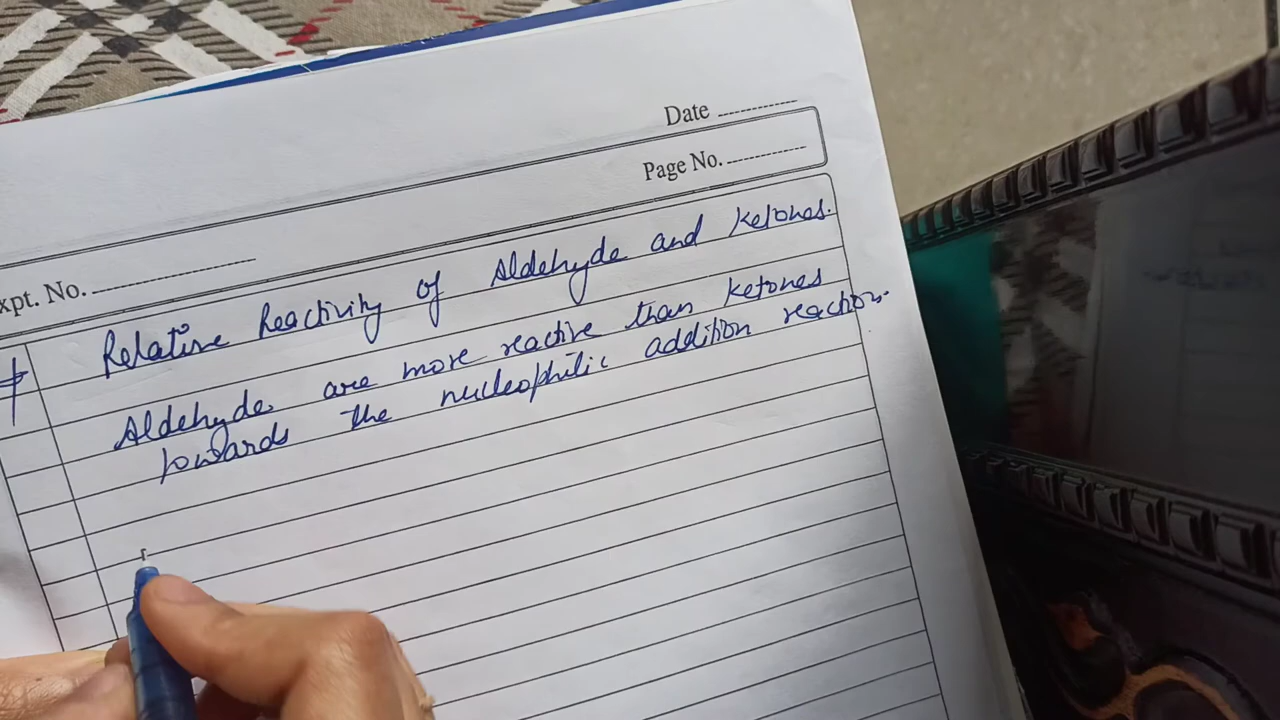 Date
Page No.
xpt. No.
# Relative Reactivity of Aldehyde and Ketones.
Aldehyde are more reactive than ketones
towards the nucleophilic addition reaction.